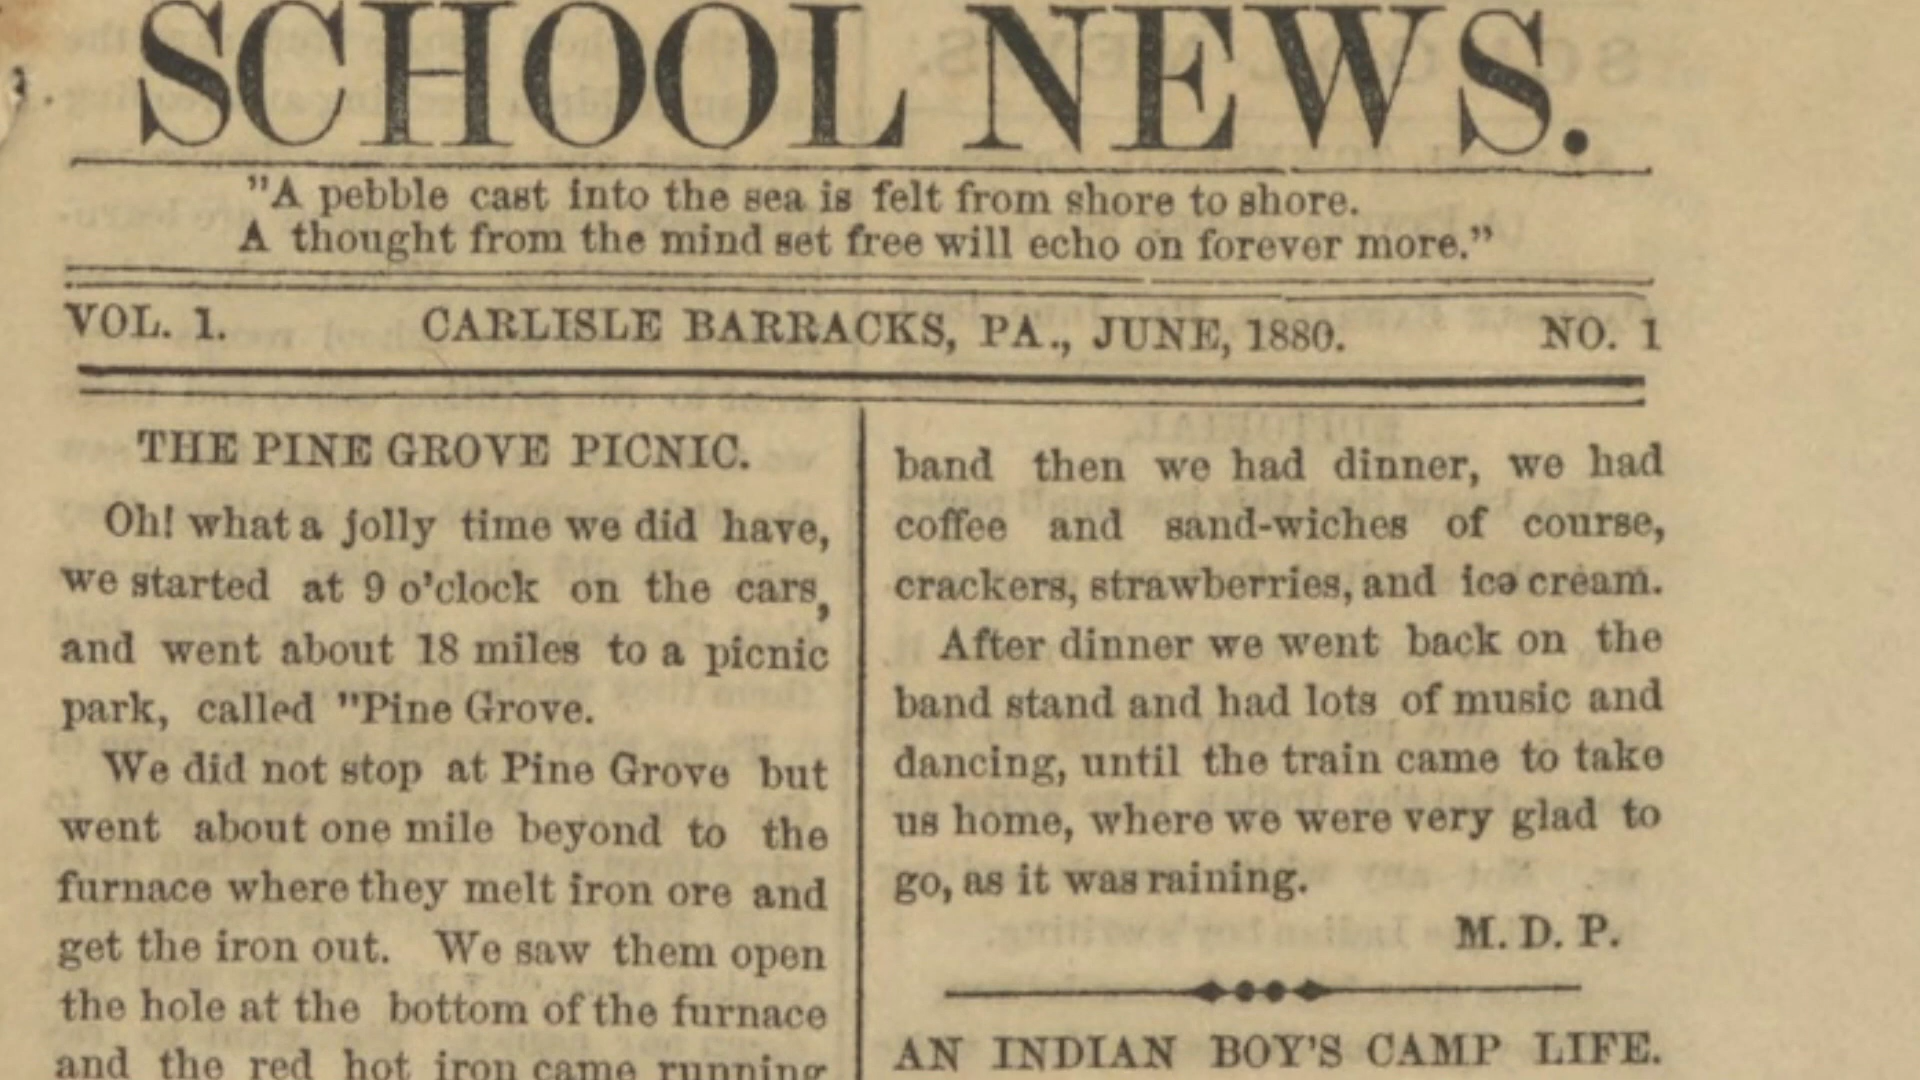 SCHOOL NEWS.
"A pebble cast into the sea is felt from shore to shore.
A thought from the mind set free will echo on forever more."
VOL. 1. CARLISLE BARRACKS, PA., JUNE, 1880. NO. 1
THE PINE GROVE PICNIC.
Oh! what a jolly time we did have,
we started at 9 o'clock on the cars,
and went about 18 miles to a picnic
park, called "Pine Grove.
We did not stop at Pine Grove but
went about one mile beyond to the
furnace where they melt iron ore and
get the iron out. We saw them open
the hole at the bottom of the furnace
and the red hot iron came running
band then we had dinner, we had
coffee and sand-wiches of course,
crackers, strawberries, and ice cream.
After dinner we went back on the
band stand and had lots of music and
dancing, until the train came to take
us home, where we were very glad to
go, as it was raining.
M. D. P.
AN INDIAN BOY'S CAMP LIFE.